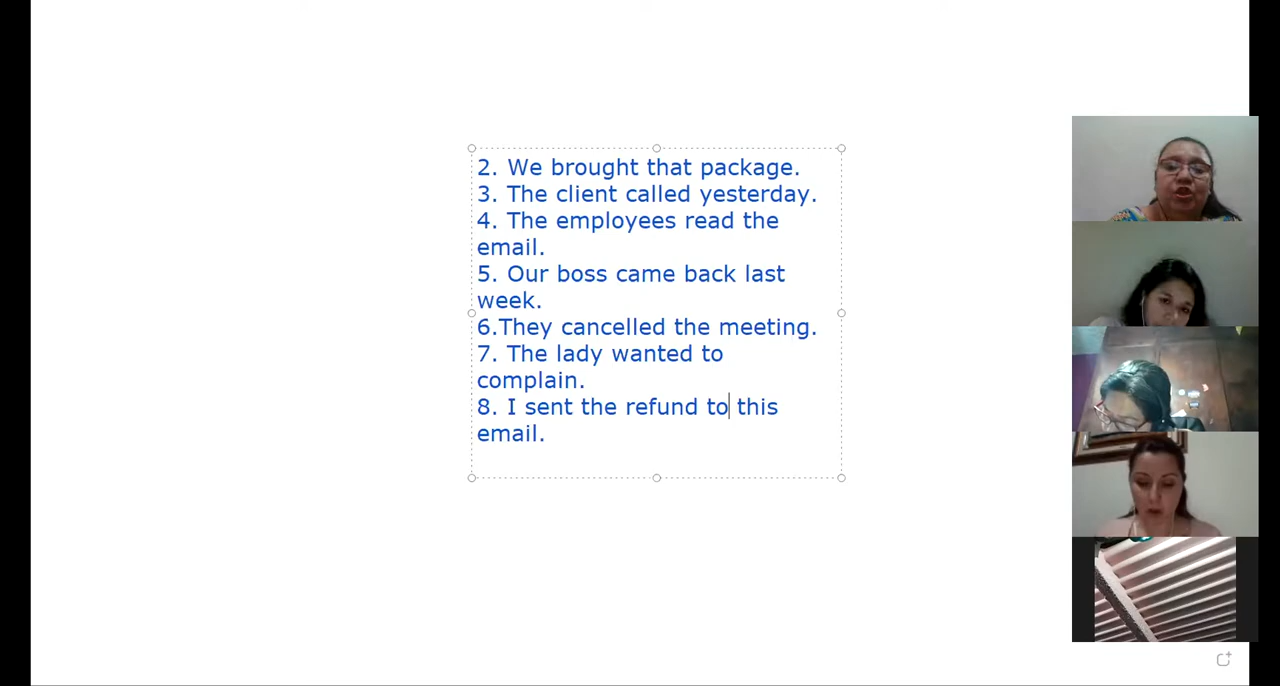 2. We brought that package.
3. The client called yesterday.
4. The employees read the
email.
5. Our boss came back last
week.
6.They cancelled the meeting.
7. The lady wanted to
complain.
8. I sent the refund to this
email.